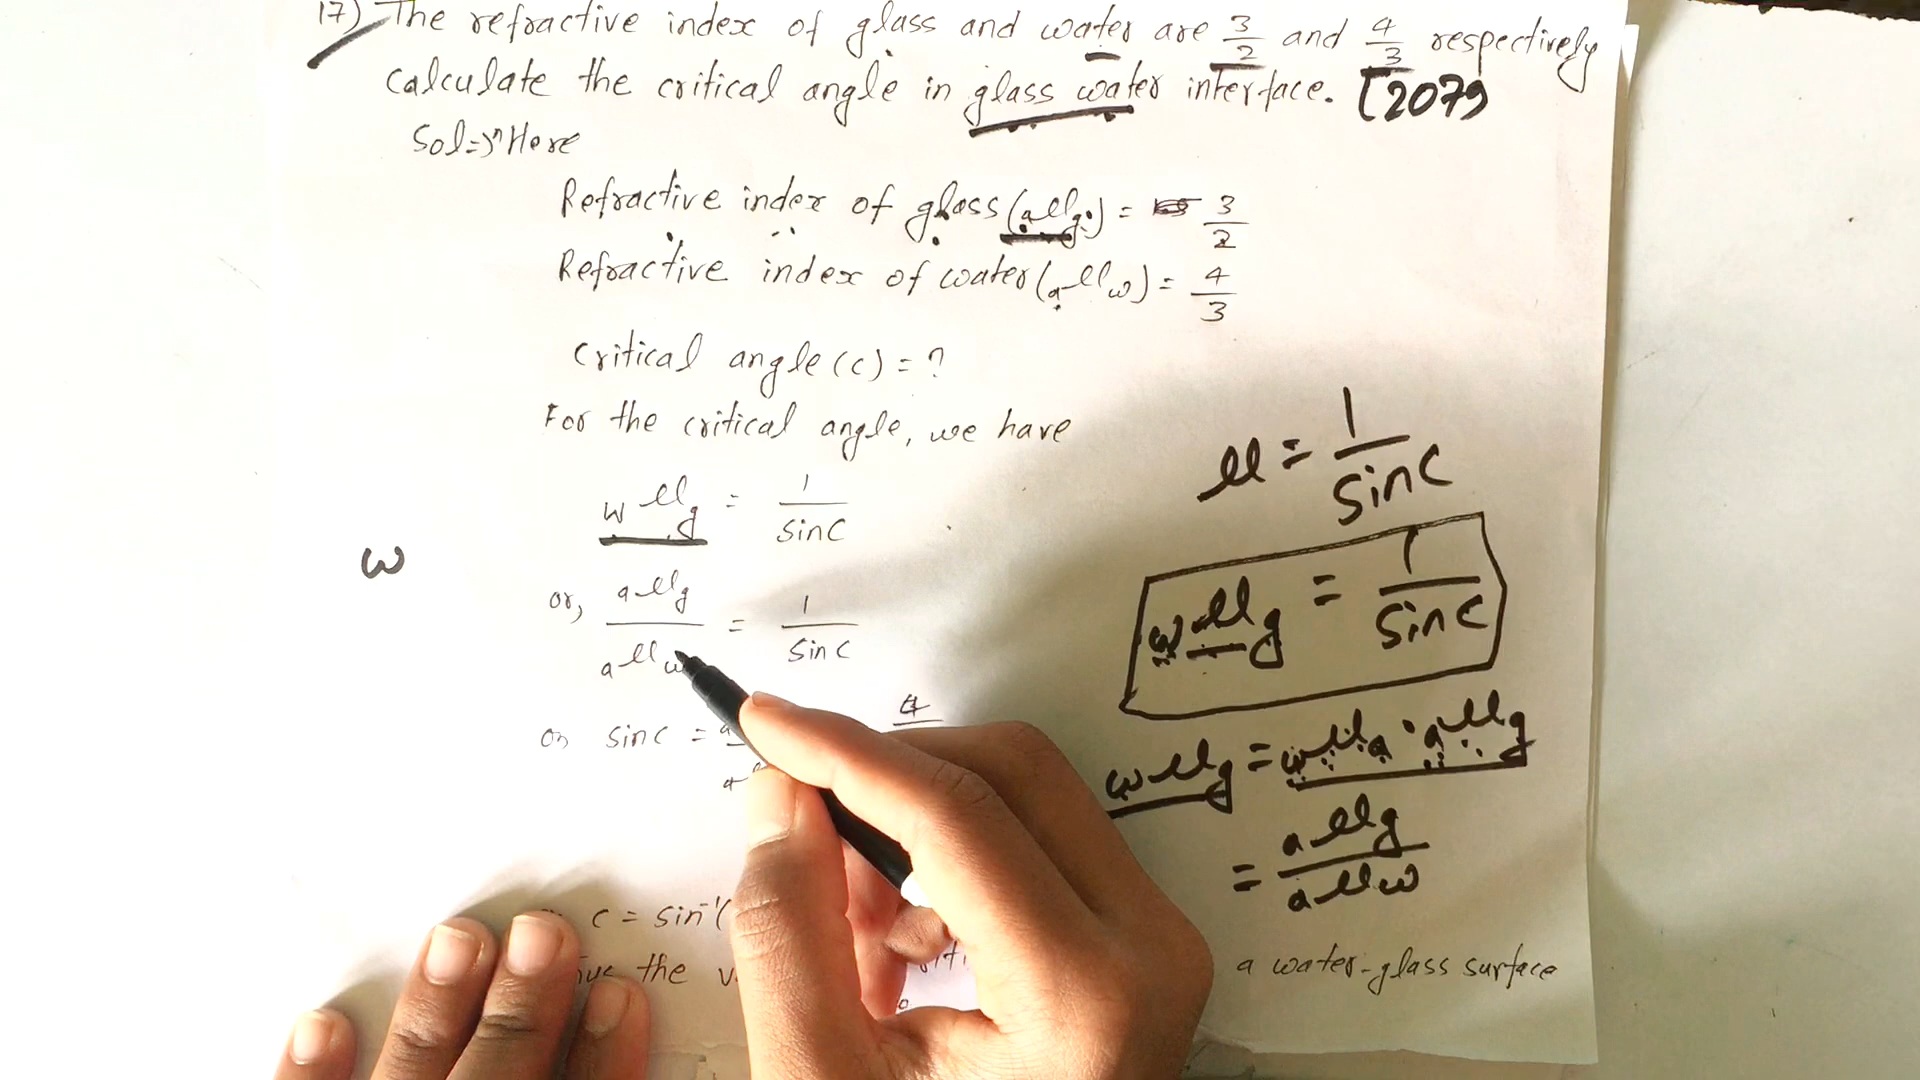 17) The refractive index of glass and water are 3/2 and 4/3 respectively
calculate the critical angle in glass water interface. [2079
Sol=>n Here
Refractive index of glass (aμg) = 3/2
Refractive index of water (aμw) = 4/3
Critical angle (c) = ?
For the critical angle, we have
wμg = 1/sinC
or, aμg/aμw = 1/sinC
or sinc =
4
c = sin⁻¹(
the
w
μ = 1/sinc
wμg = 1/sinc
wμg = wμa · aμg
= aμg/aμw
a water-glass surface